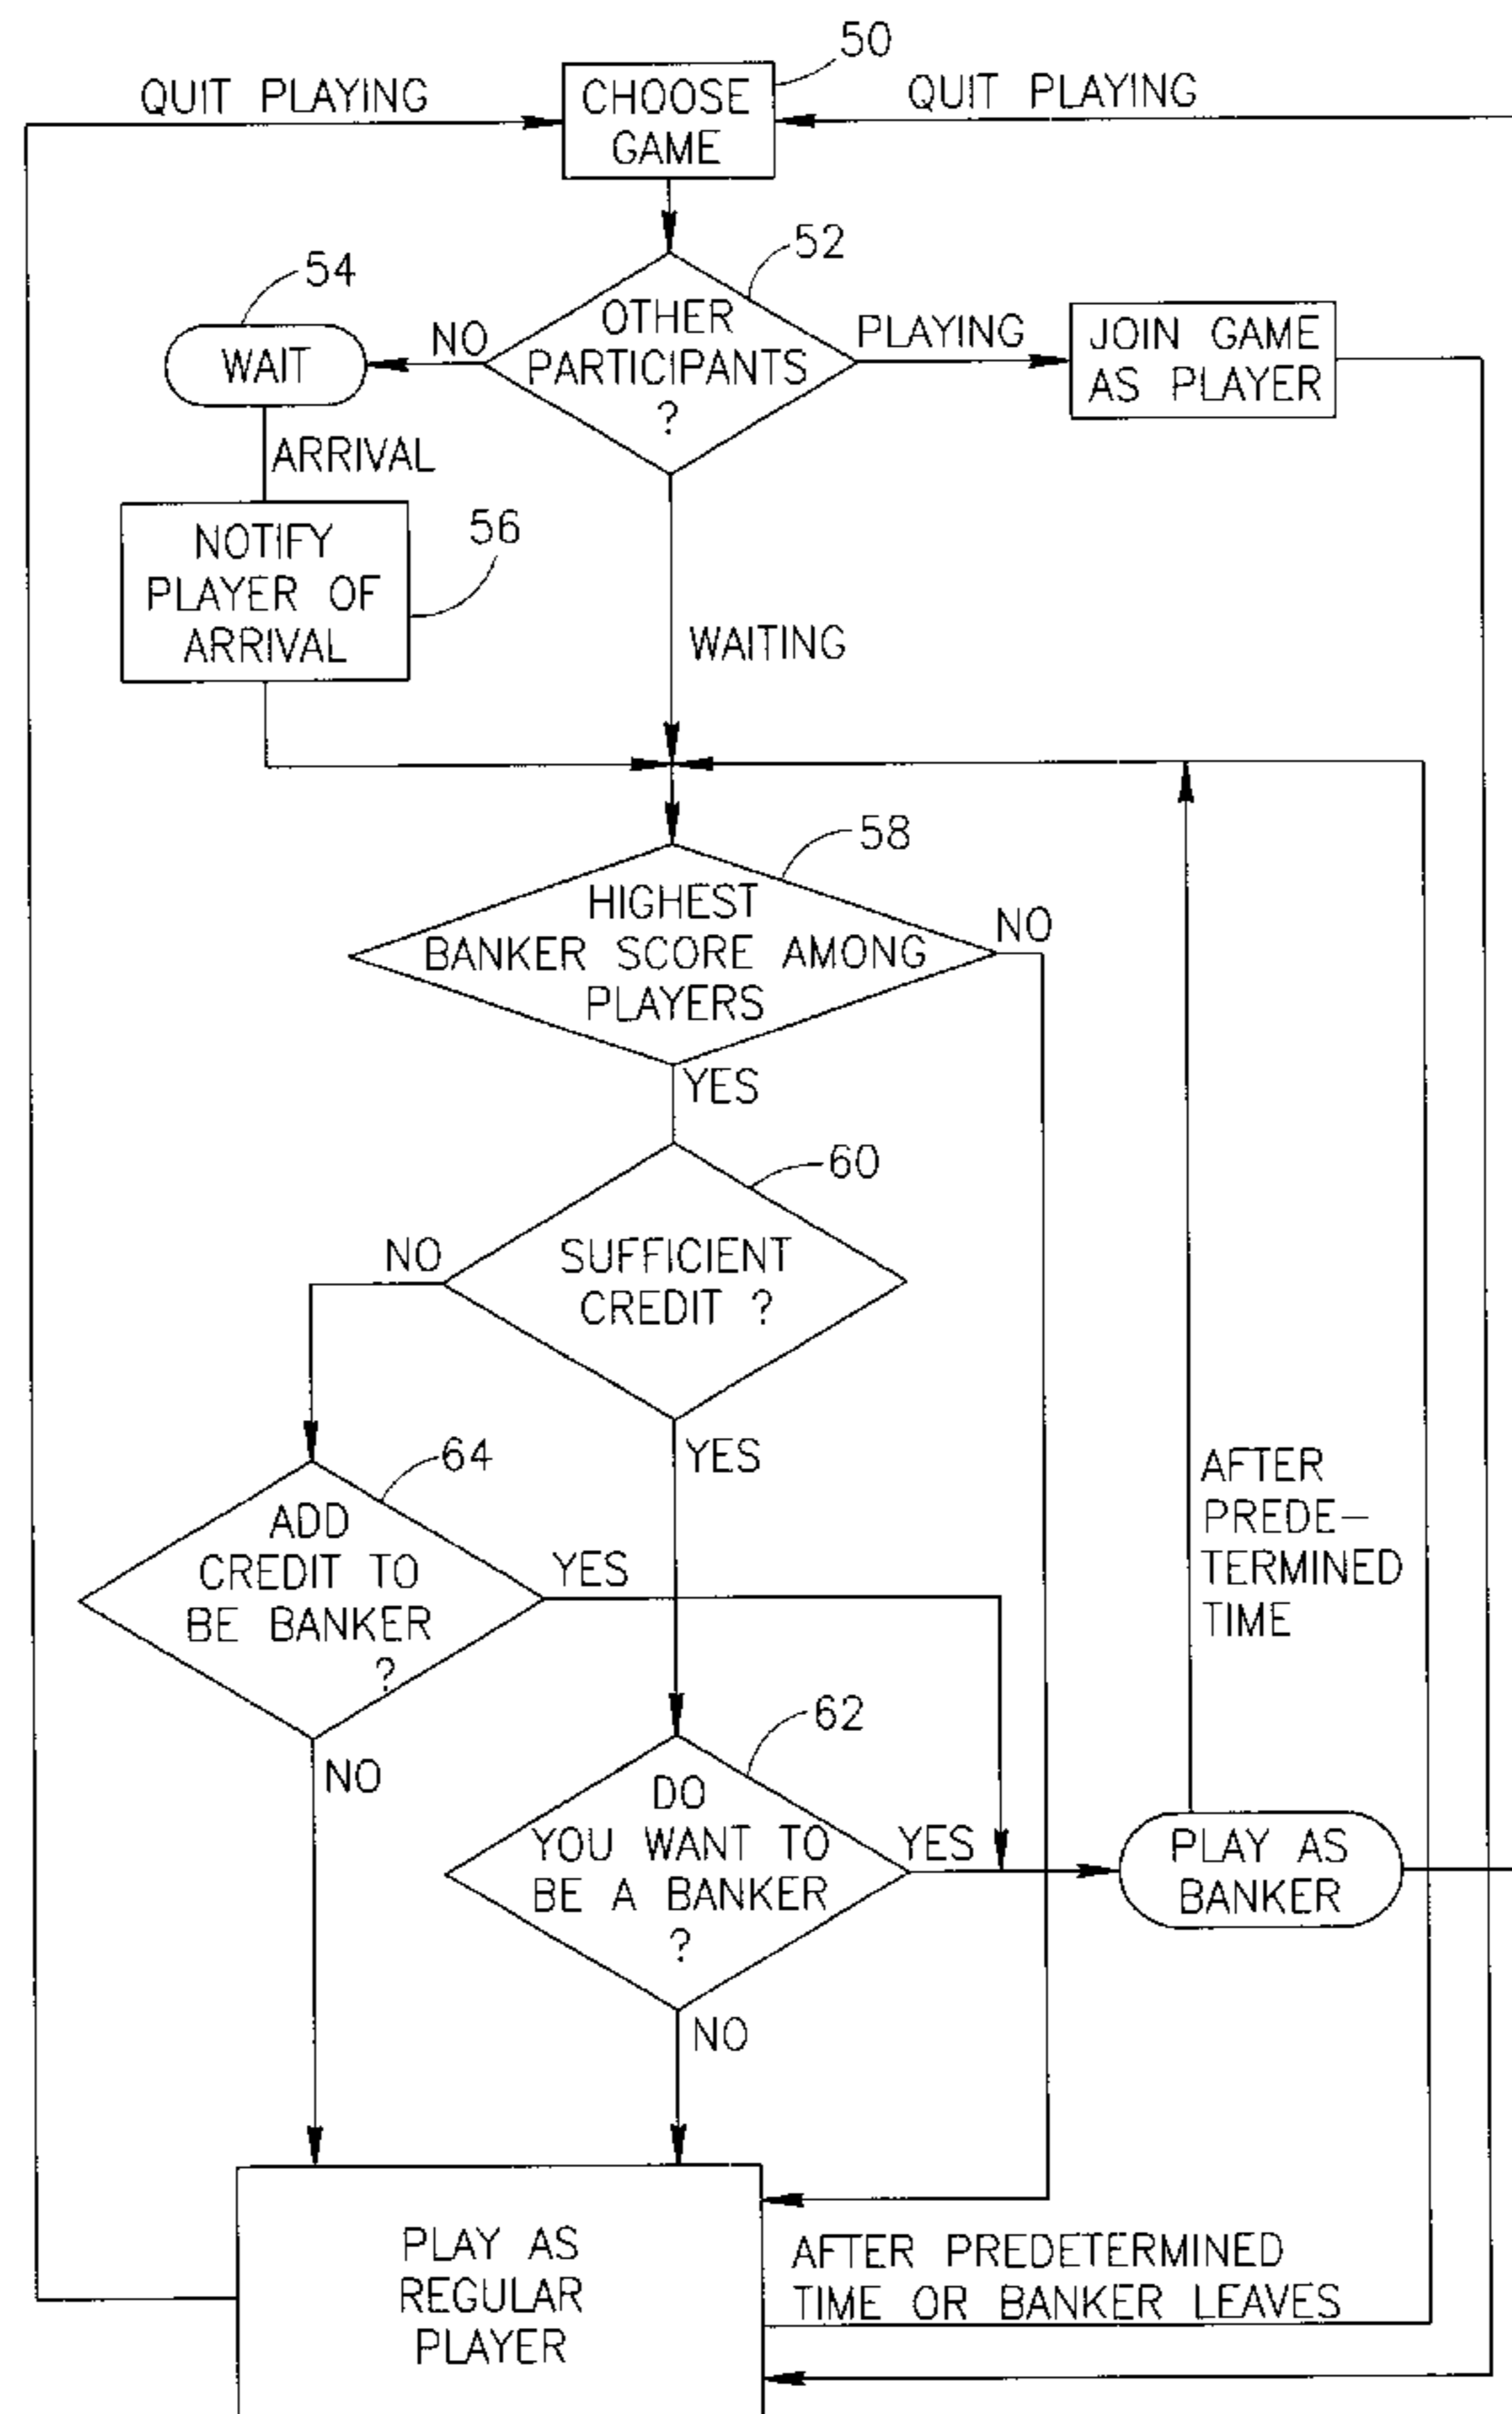 50
QUIT PLAYING
CHOOSE
GAME
QUIT PLAYING
52
54
OTHER
PARTICIPANTS
?
NO
WAIT
PLAYING
JOIN GAME
AS PLAYER
ARRIVAL
56
NOTIFY
PLAYER OF
ARRIVAL
WAITING
58
HIGHEST
BANKER SCORE AMONG
PLAYERS
NO
YES
60
SUFFICIENT
CREDIT ?
NO
YES
64
ADD
CREDIT TO
BE BANKER
?
YES
AFTER
PREDE–
TERMINED
TIME
62
NO
DO
YOU WANT TO
BE A BANKER
?
YES
PLAY AS
BANKER
NO
PLAY AS
REGULAR
PLAYER
AFTER PREDETERMINED
TIME OR BANKER LEAVES